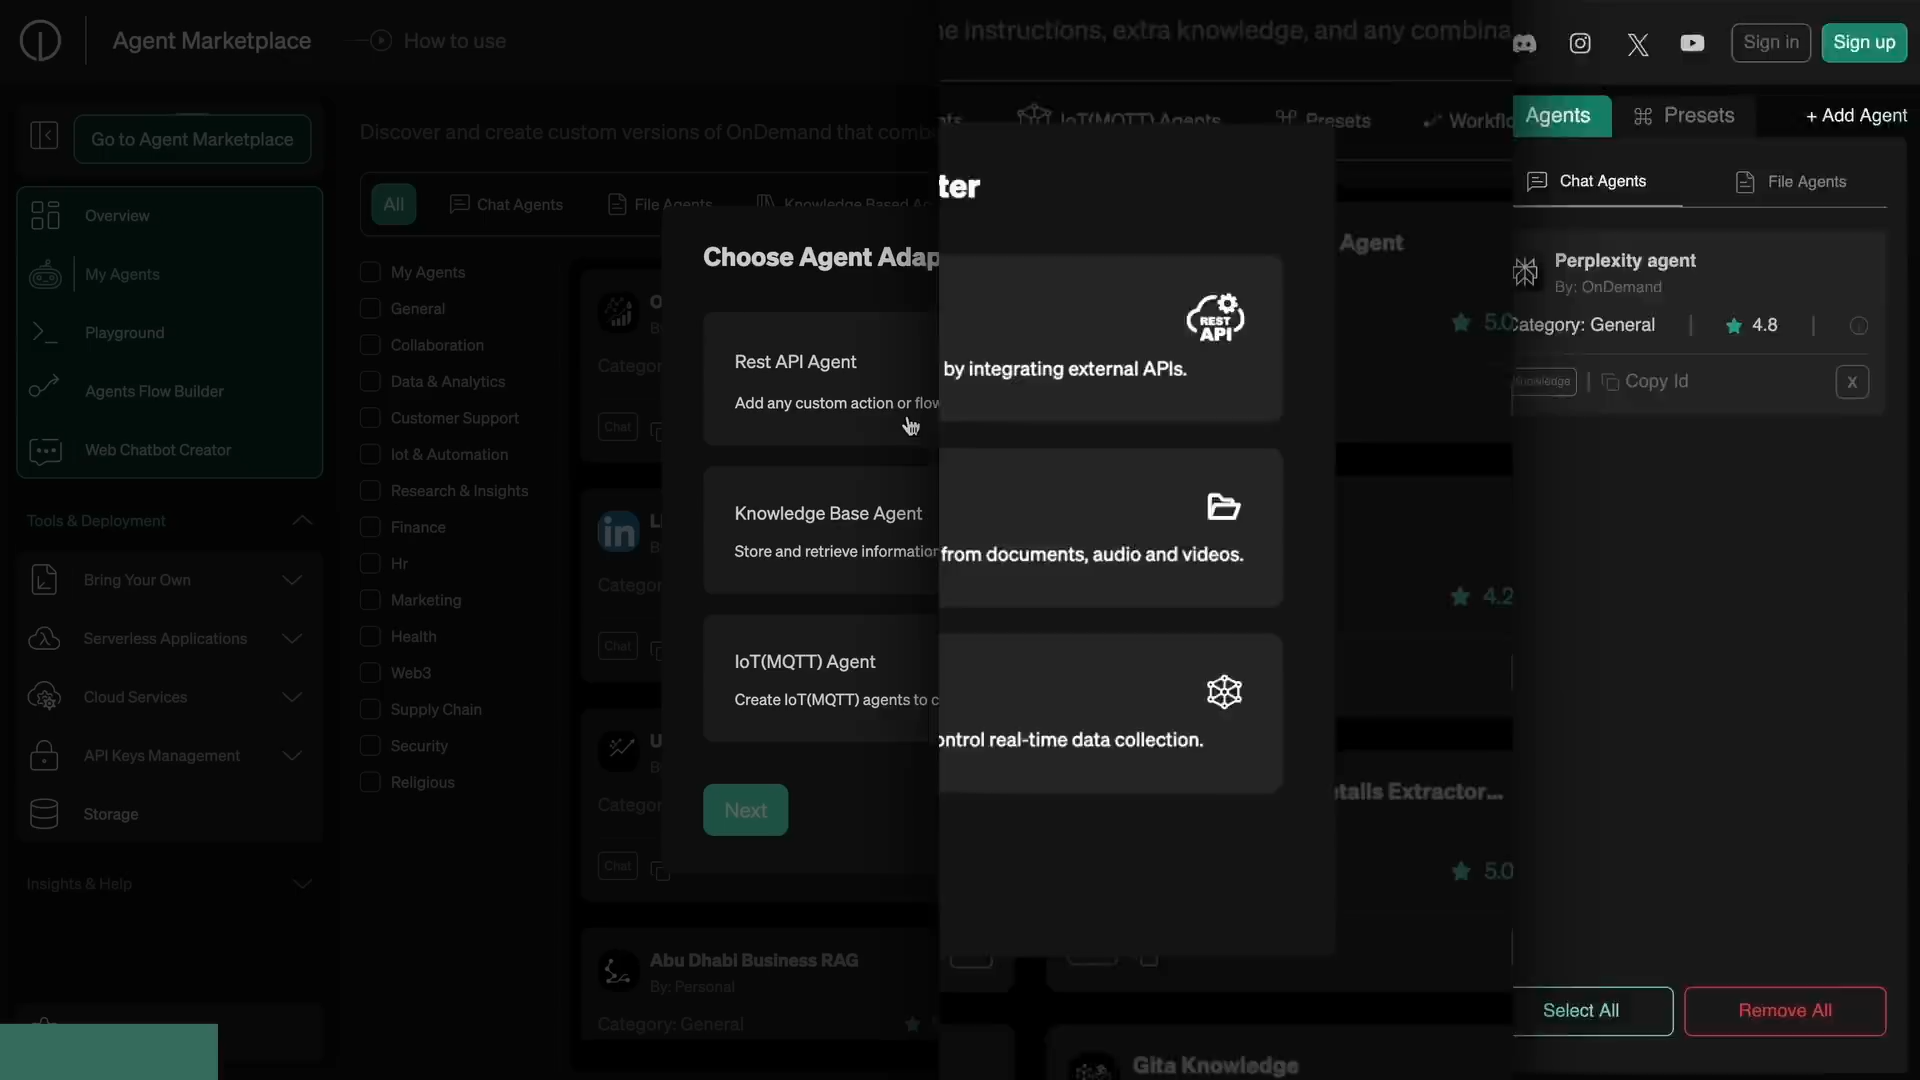 Agent Marketplace
How to use
Go to Agent Marketplace
Overview
My Agents
Playground
Agents Flow Builder
Web Chatbot Creator
Tools & Deployment
Bring Your Own
Serverless Applications
Cloud Services
API Keys Management
Storage
Insights & Help
Discover and create custom versions of OnDemand that
All
Chat Agents
File Agents
Knowledge Based
My Agents
General
Collaboration
Data & Analytics
Customer Support
Iot & Automation
Research & Insights
Finance
Hr
Marketing
Health
Web3
Supply Chain
Security
Religious
Chat
Chat
Chat
Abu Dhabi Business RAG
By: Personal
Category: General
Choose Agent Adap
Rest API Agent
Add any custom action or flow
Knowledge Base Agent
Store and retrieve information
IoT(MQTT) Agent
Create IoT(MQTT) agents to c
Next
e instructions, extra knowledge, and any combina
IoT(MQTT) Agents
Presets
Workflo
ter
REST API
by integrating external APIs.
from documents, audio and videos.
ontrol real-time data collection.
Agent
5.0
4.2
etails Extractor...
5.0
Gita Knowledge
Sign in
Sign up
Agents
Presets
+ Add Agent
Chat Agents
File Agents
Perplexity agent
By: OnDemand
Category: General
4.8
Copy Id
X
Select All
Remove All